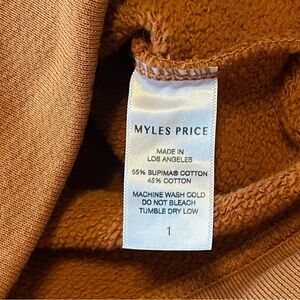 MYLES PRICE
MADE IN
LOS ANGELES
55% SUPIMA® COTTON
45% COTTON
MACHINE WASH COLD
DO NOT BLEACH
TUMBLE DRY LOW
1